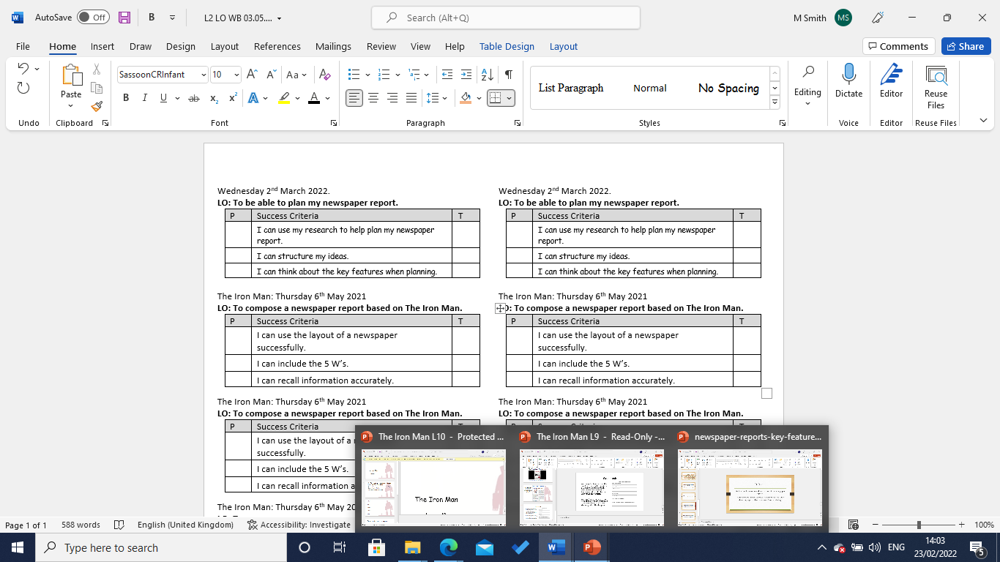 AutoSave Off B L2 LO WB 03.05.... Search (Alt+Q) M Smith MS
File Home Insert Draw Design Layout References Mailings Review View Help Table Design Layout Comments Share
SassoonCRInfant 10 Aa
Paste List Paragraph Normal No Spacing Editing Dictate Editor Reuse Files
B I U ab x₂ x² A A
Undo Clipboard Font Paragraph Styles Voice Editor Reuse Files
Wednesday 2nd March 2022.
LO: To be able to plan my newspaper report.
P Success Criteria T
I can use my research to help plan my newspaper
report.
I can structure my ideas.
I can think about the key features when planning.
Wednesday 2nd March 2022.
LO: To be able to plan my newspaper report.
P Success Criteria T
I can use my research to help plan my newspaper
report.
I can structure my ideas.
I can think about the key features when planning.
The Iron Man: Thursday 6th May 2021
LO: To compose a newspaper report based on The Iron Man.
P Success Criteria T
I can use the layout of a newspaper
successfully.
I can include the 5 W’s.
I can recall information accurately.
The Iron Man: Thursday 6th May 2021
LO: To compose a newspaper report based on The Iron Man.
P Success Criteria T
I can use the layout of a newspaper
successfully.
I can include the 5 W’s.
I can recall information accurately.
The Iron Man: Thursday 6th May 2021
LO: To compose a newspaper report based on The Iron Man.
P Success Criteria
I can use the layout of a
successfully.
I can include the 5 W’s.
I can recall information
The Iron Man: Thursday 6th May 2021
LO: To compose a newspaper report based on The Iron Man.
The Iron Man: Thursday 6th May
The Iron Man L10 - Protected ...
The Iron Man L9 - Read-Only -...
newspaper-reports-key-feature...
The Iron Man
Page 1 of 1 588 words English (United Kingdom) Accessibility: Investigate 100%
Type here to search ENG 14:03
23/02/2022 5